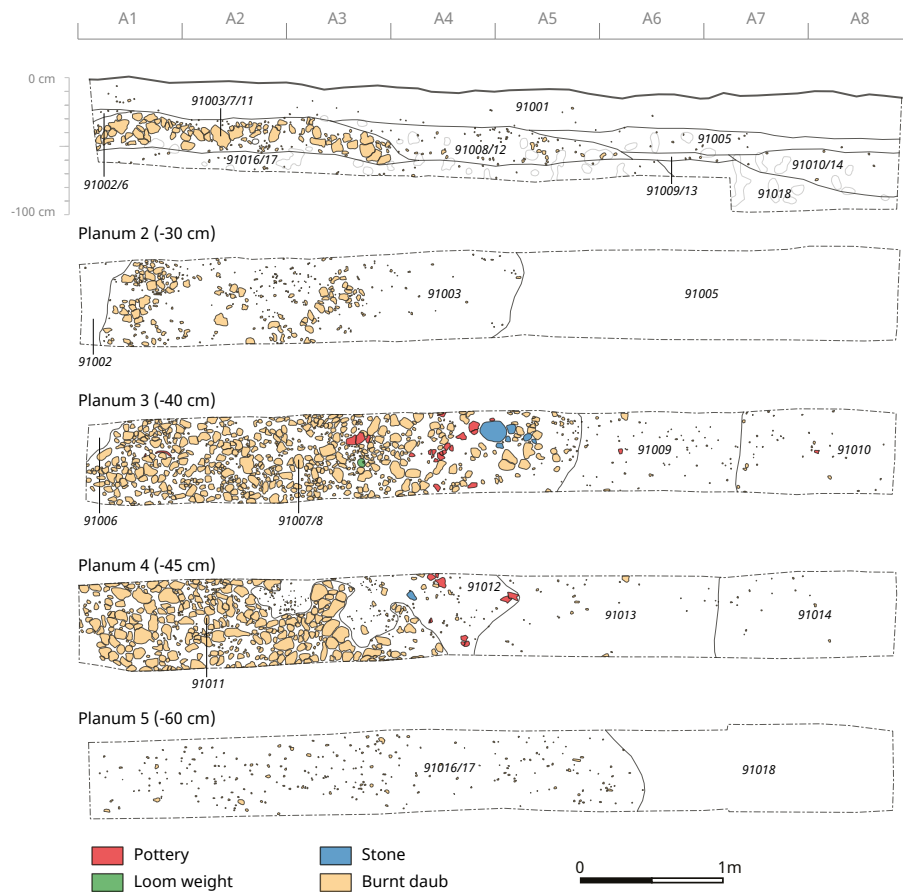 A1 A2 A3 A4 A5 A6 A7 A8
0 cm
91003/7/11
91001
91005
91008/12
91016/17
91010/14
91002/6
91009/13
91018
-100 cm
Planum 2 (-30 cm)
91003
91005
91002
Planum 3 (-40 cm)
91009
91010
91006
91007/8
Planum 4 (-45 cm)
91012
91013
91014
91011
Planum 5 (-60 cm)
91016/17
91018
Pottery
Stone
0
1m
Loom weight
Burnt daub